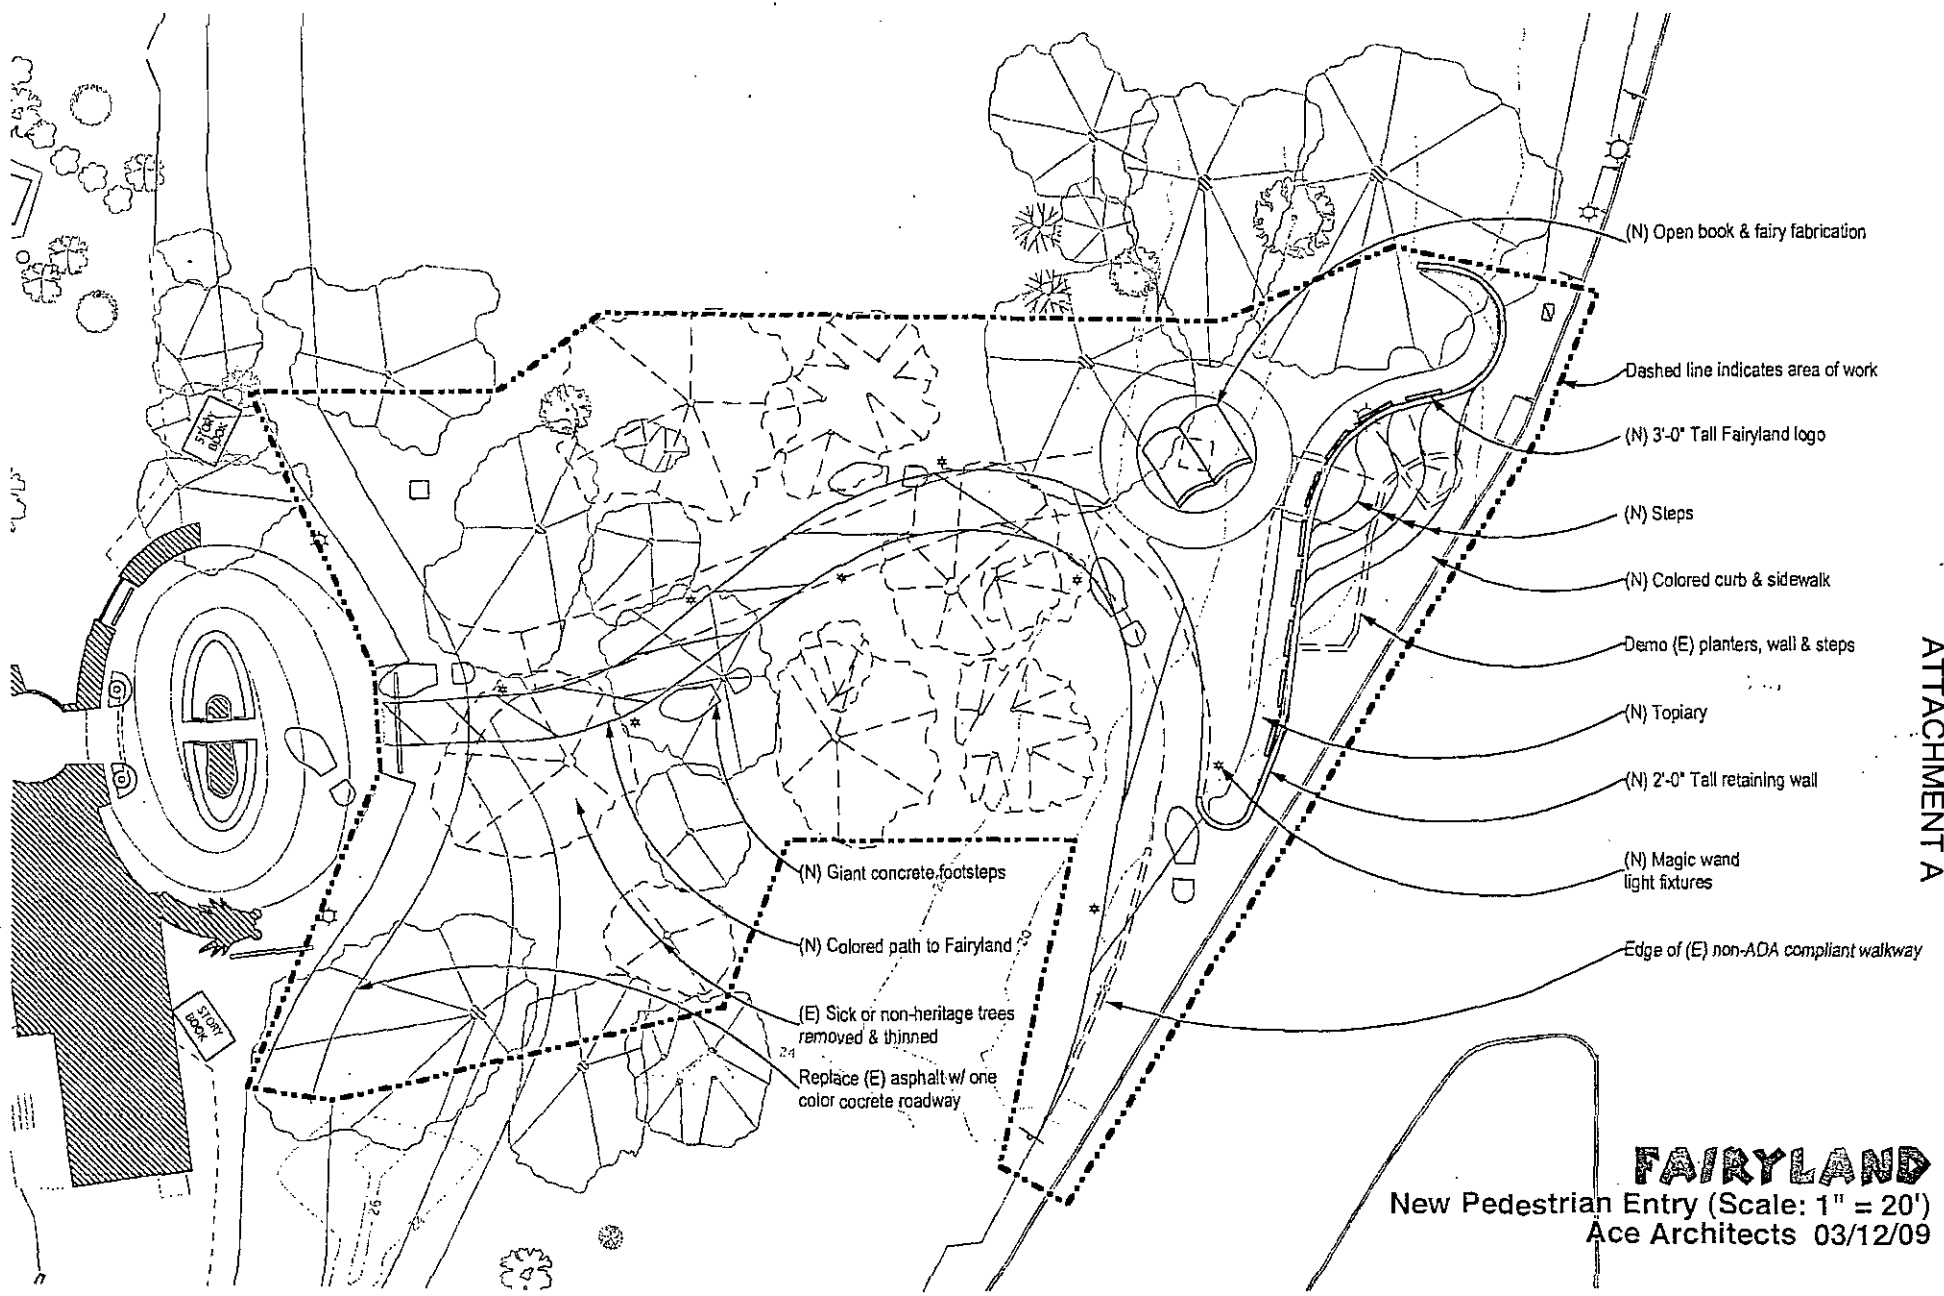 (N) Open book & fairy fabrication
Dashed line indicates area of work
(N) 3'-0" Tall Fairyland logo
(N) Steps
(N) Colored curb & sidewalk
Demo (E) planters, wall & steps
(N) Topiary
(N) 2'-0" Tall retaining wall
(N) Magic wand
light fixtures
Edge of (E) non-ADA compliant walkway
ATTACHMENT A
STORY
BOOK
(N) Giant concrete footsteps
(N) Colored path to Fairyland
(E) Sick or non-heritage trees
removed & thinned
Replace (E) asphalt w/ one
color cocrete roadway
STORY
BOOK
20
24
26
24
FAIRYLAND
New Pedestrian Entry (Scale: 1" = 20')
Ace Architects 03/12/09